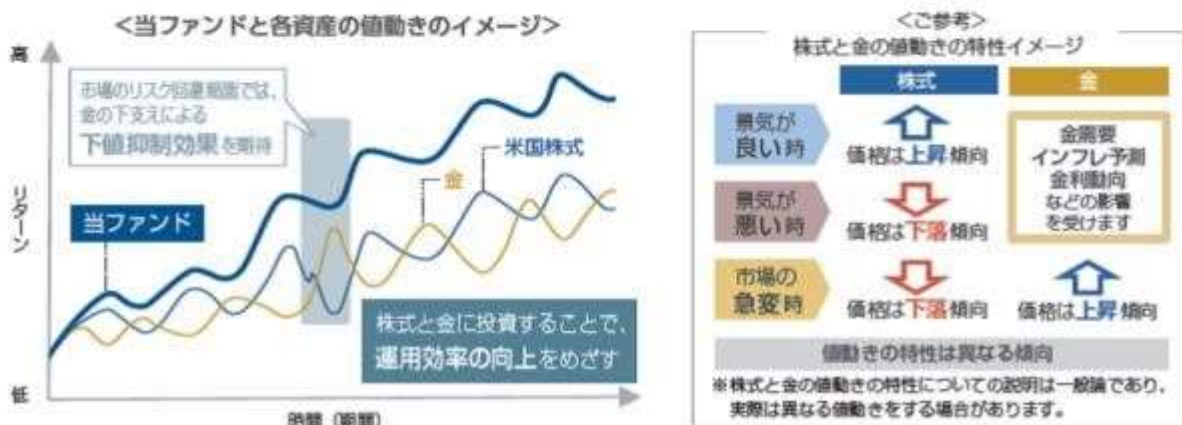 <当ファンドと各資産の値動きのイメージ>
高
市場のリスク回避局面では、
金の下支えによる
下値抑制効果を期待
米国株式
金
リターン
当ファンド
株式と金に投資することで、
運用効率の向上をめざす
低
時間（期間）
<ご参考>
株式と金の値動きの特性イメージ
株式
金
景気が
良い時
価格は上昇傾向
金需要
インフレ予測
金利動向
などの影響
を受けます
景気が
悪い時
価格は下落傾向
市場の
急変時
価格は下落傾向
価格は上昇傾向
値動きの特性は異なる傾向
※株式と金の値動きの特性についての説明は一般論であり、
実際は異なる値動きをする場合があります。